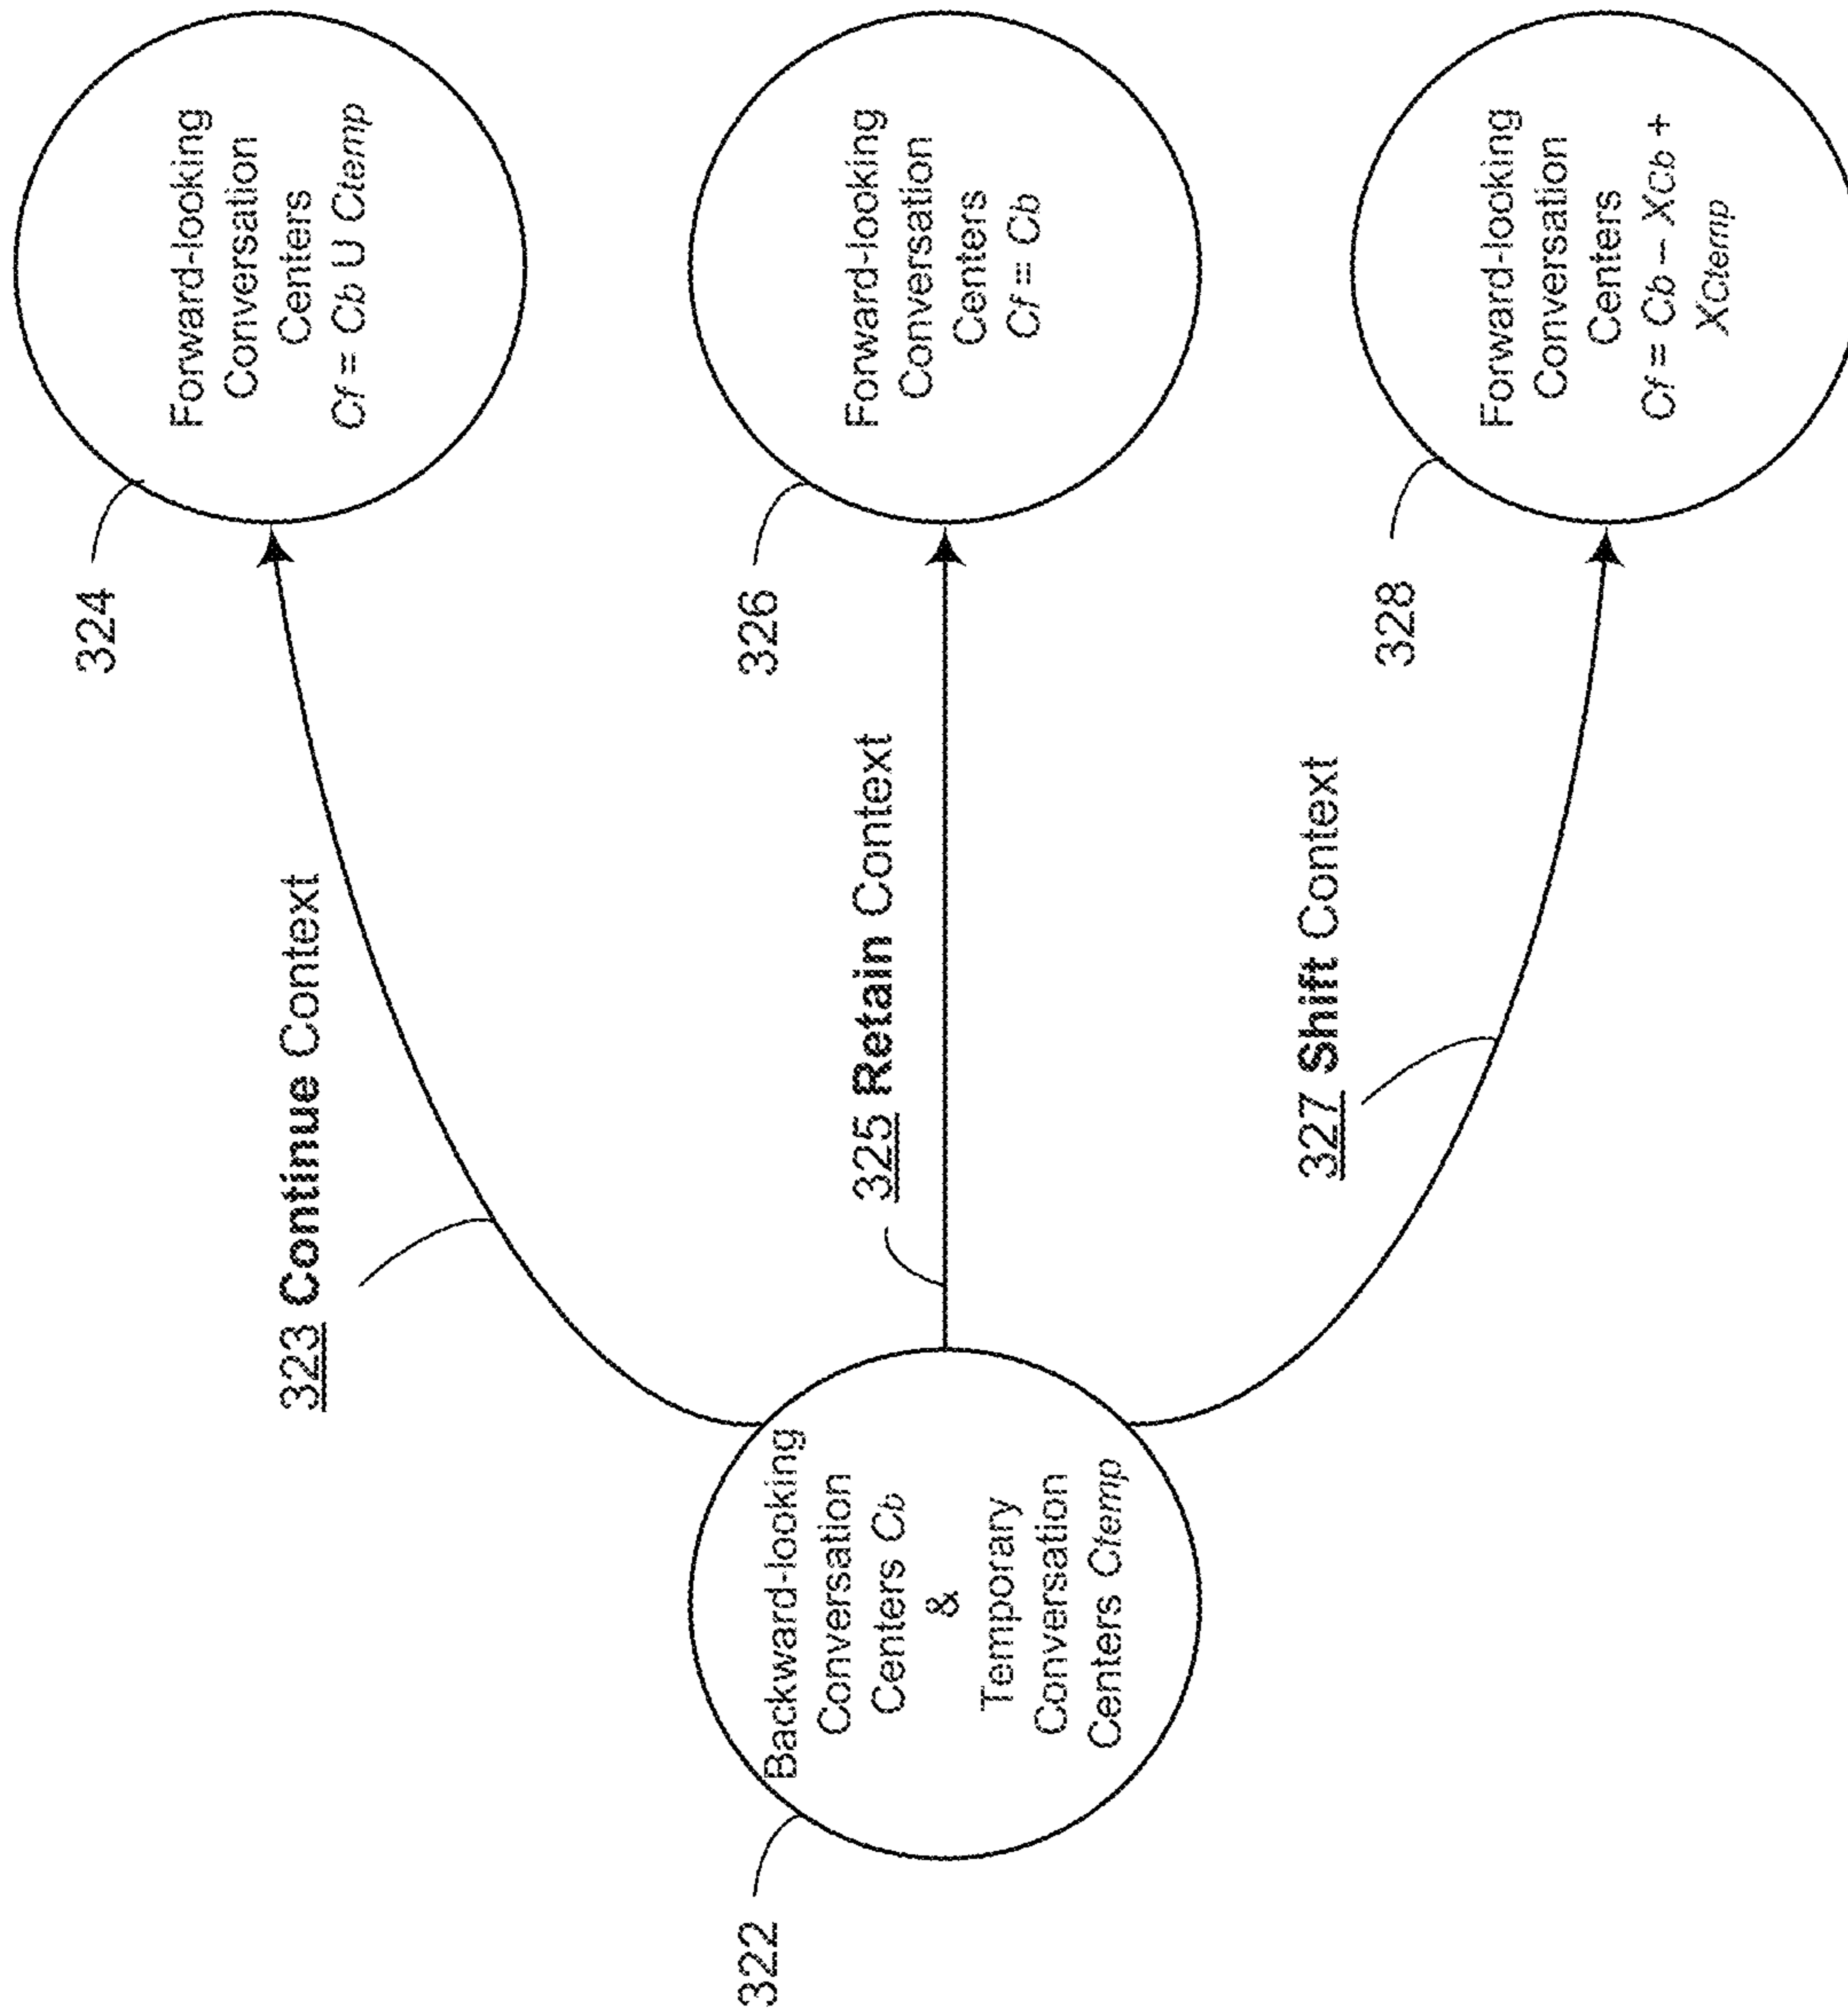 322
Backward-looking
Conversation
Centers Cb
&
Temporary
Conversation
Centers Ctemp
323 Continue Context
324
Forward-looking
Conversation
Centers
Cf = Cb U Ctemp
325 Retain Context
326
Forward-looking
Conversation
Centers
Cf = Cb
327 Shift Context
328
Forward-looking
Conversation
Centers
Cf = Cb – XCb +
XCtemp